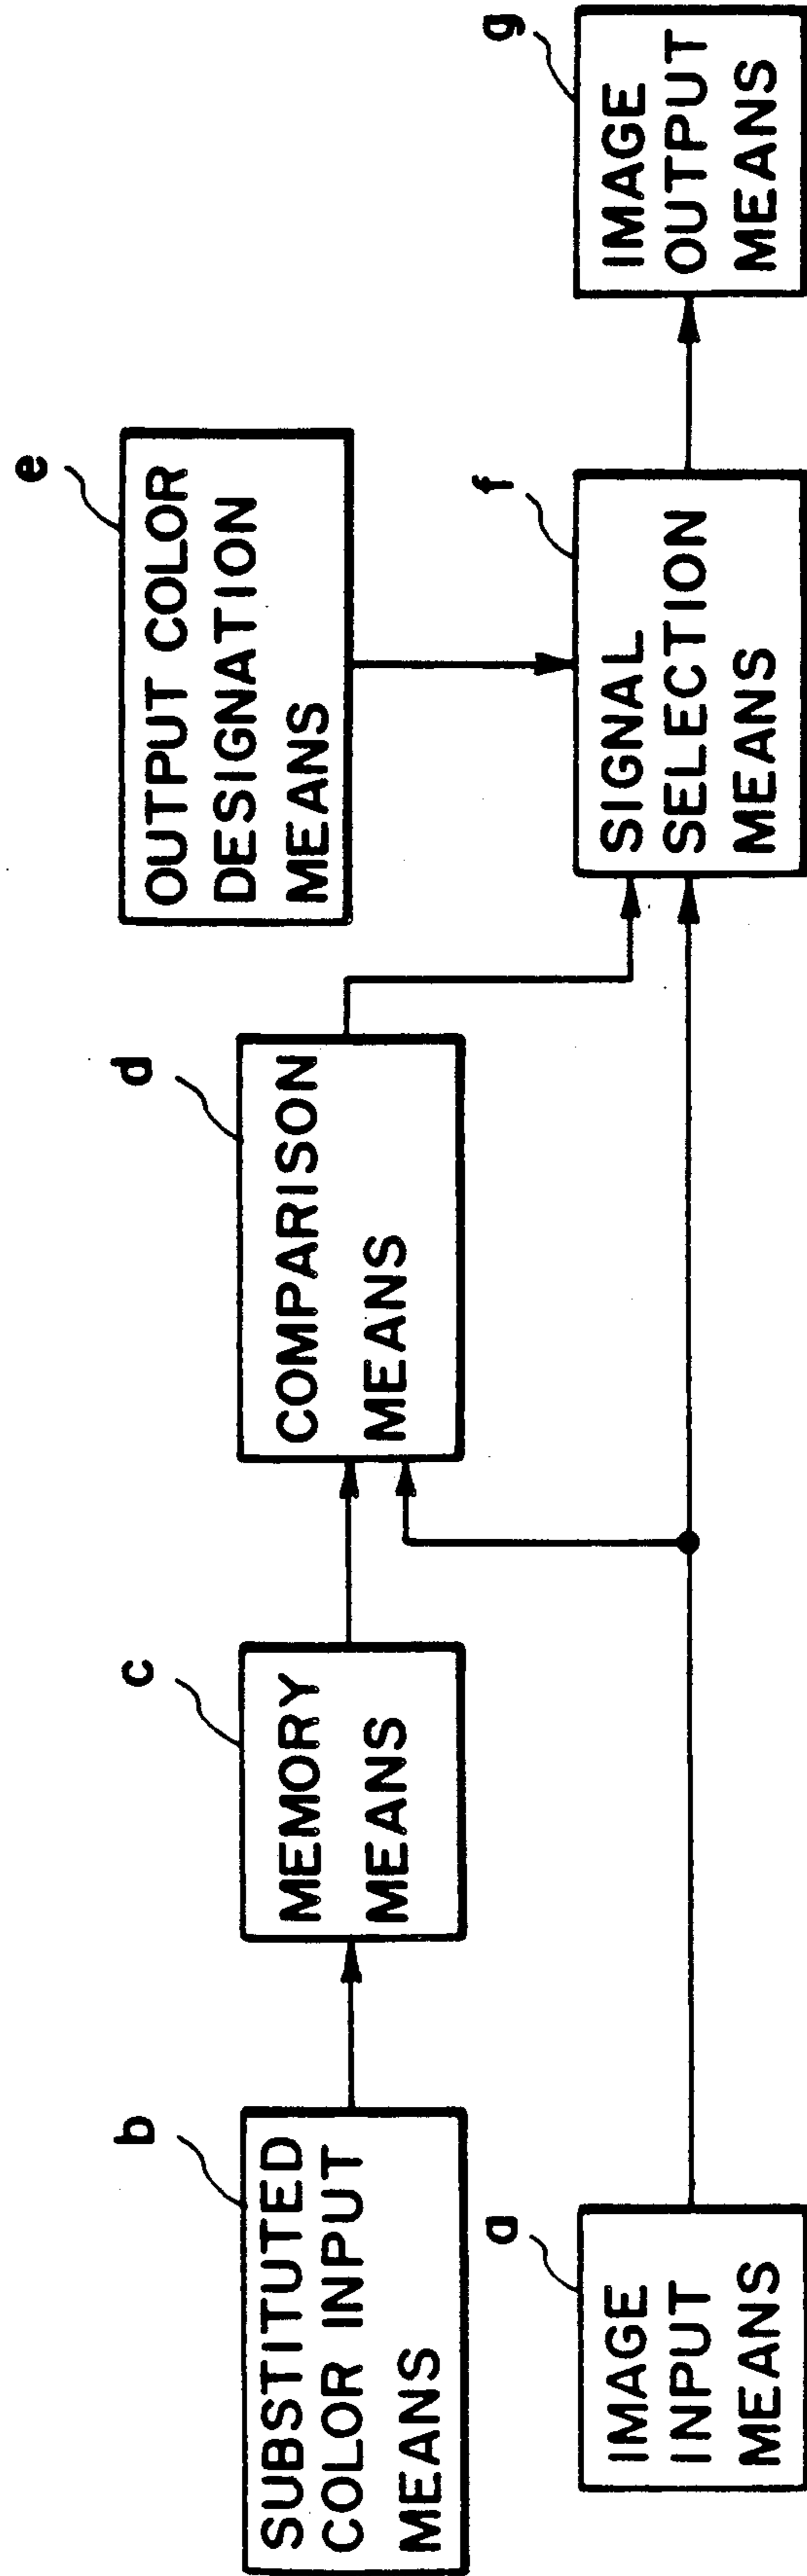 b
SUBSTITUTED
COLOR INPUT
MEANS
c
MEMORY
MEANS
d
COMPARISON
MEANS
e
OUTPUT COLOR
DESIGNATION
MEANS
a
IMAGE
INPUT
MEANS
f
SIGNAL
SELECTION
MEANS
g
IMAGE
OUTPUT
MEANS